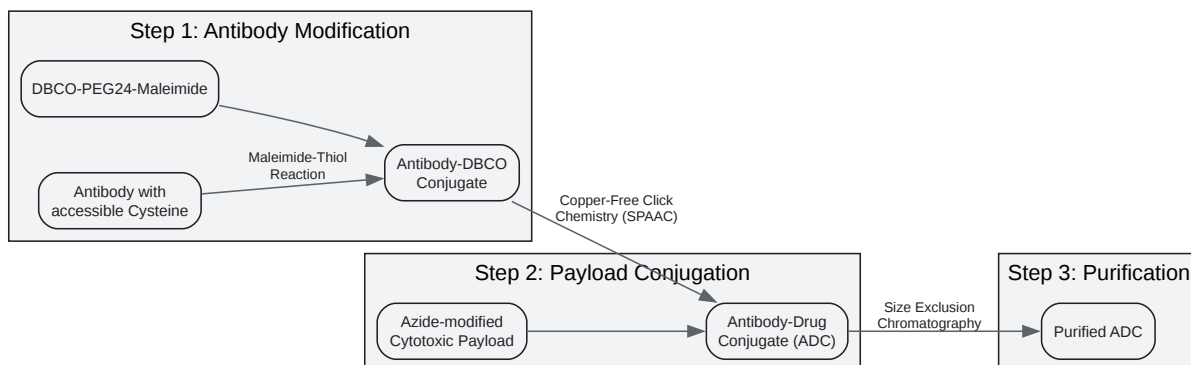 Step 1: Antibody Modification
DBCO-PEG24-Maleimide
Maleimide-Thiol
Reaction
Antibody with
accessible Cysteine
Antibody-DBCO
Conjugate
Copper-Free Click
Chemistry (SPAAC)
Step 2: Payload Conjugation
Azide-modified
Cytotoxic Payload
Antibody-Drug
Conjugate (ADC)
Size Exclusion
Chromatography
Step 3: Purification
Purified ADC